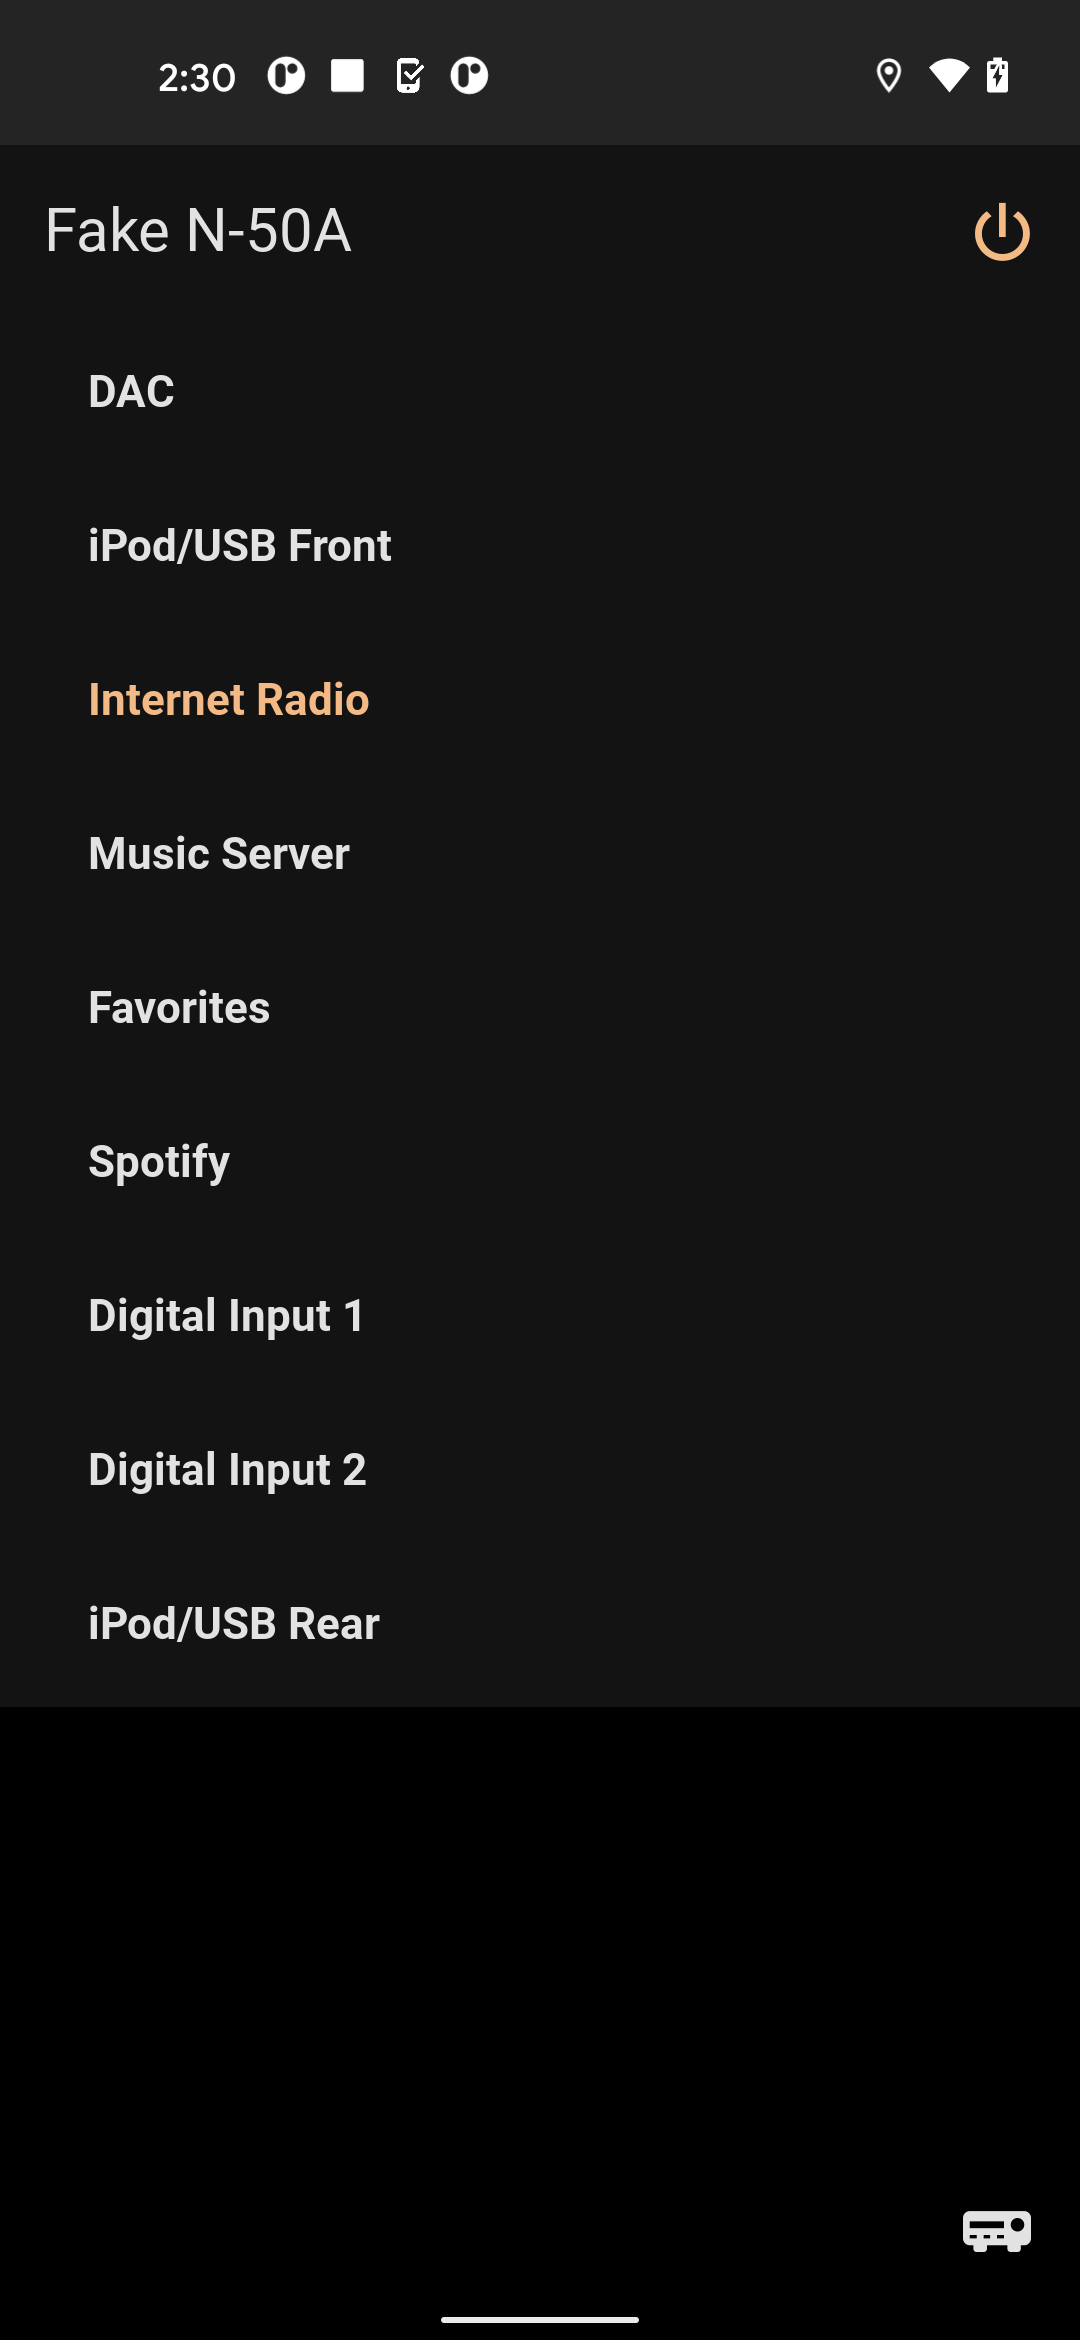 2:30
Fake N-50A
DAC
iPod/USB Front
Internet Radio
Music Server
Favorites
Spotify
Digital Input 1
Digital Input 2
iPod/USB Rear